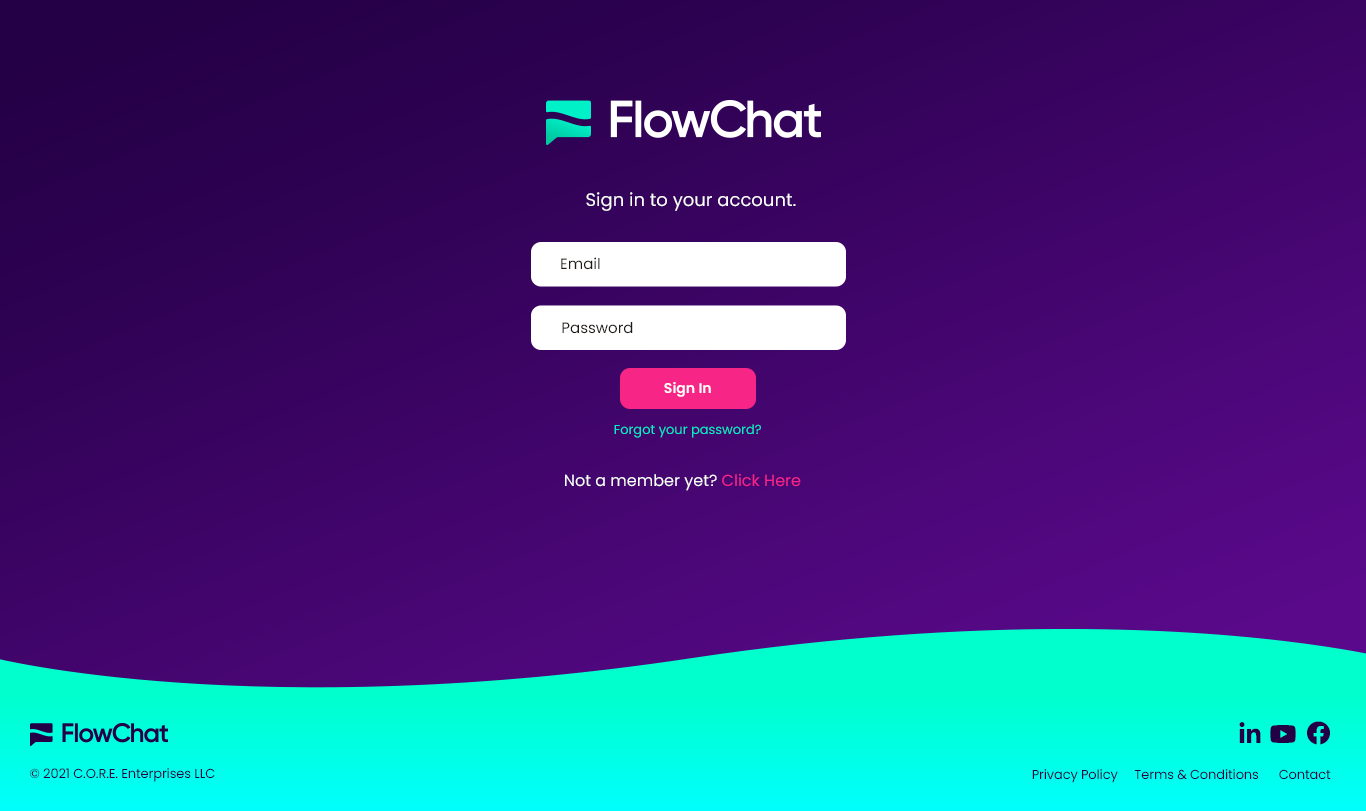 FlowChat
Sign in to your account.
Email
Password
Sign In
Forgot your password?
Not a member yet? Click Here
FlowChat
in
© 2021 C.O.R.E. Enterprises LLC
Privacy Policy Terms & Conditions Contact